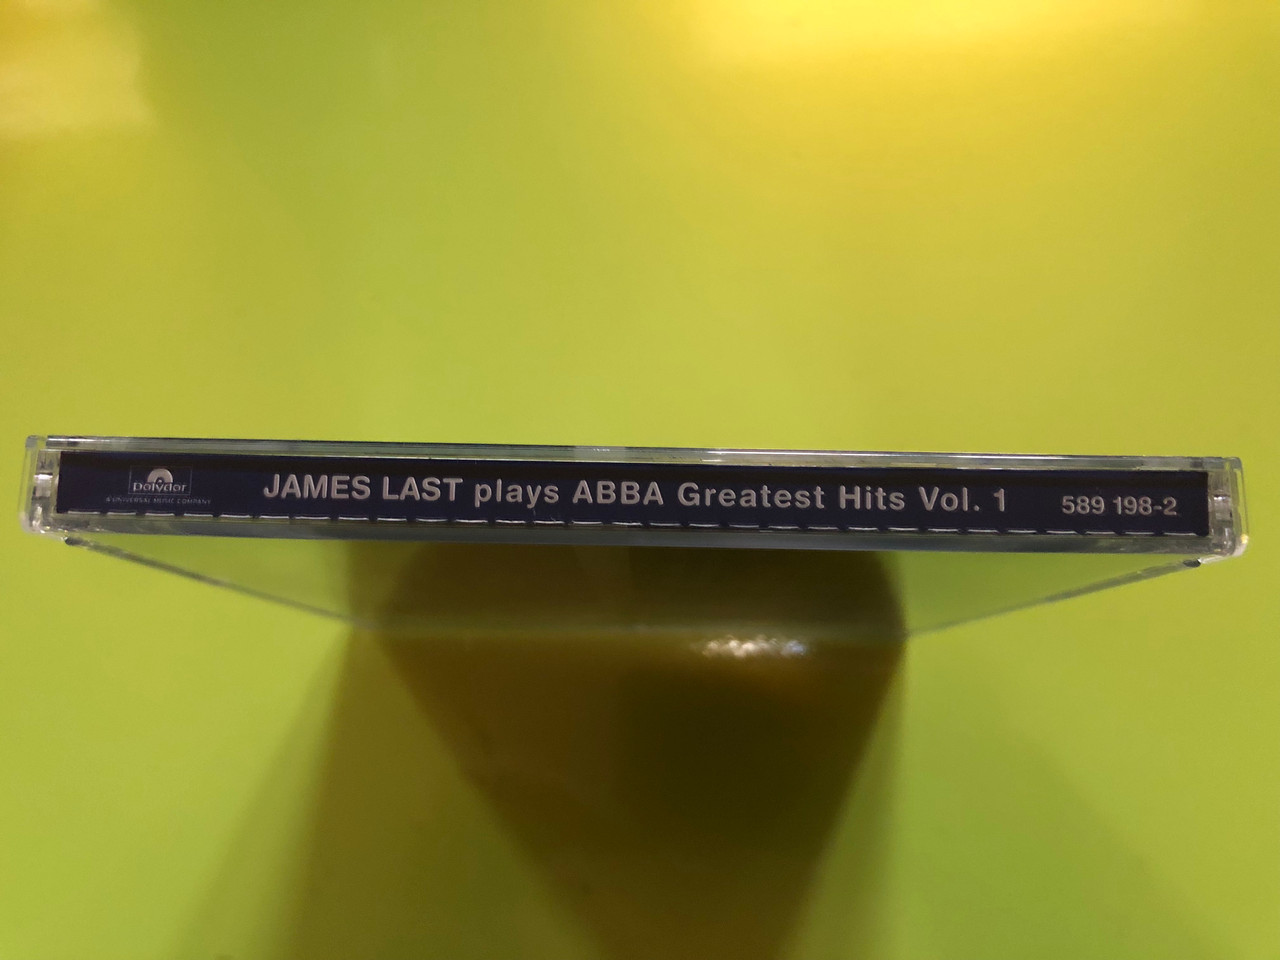 polydor
A UNIVERSAL MUSIC COMPANY
JAMES LAST plays ABBA Greatest Hits Vol. 1
589 198-2